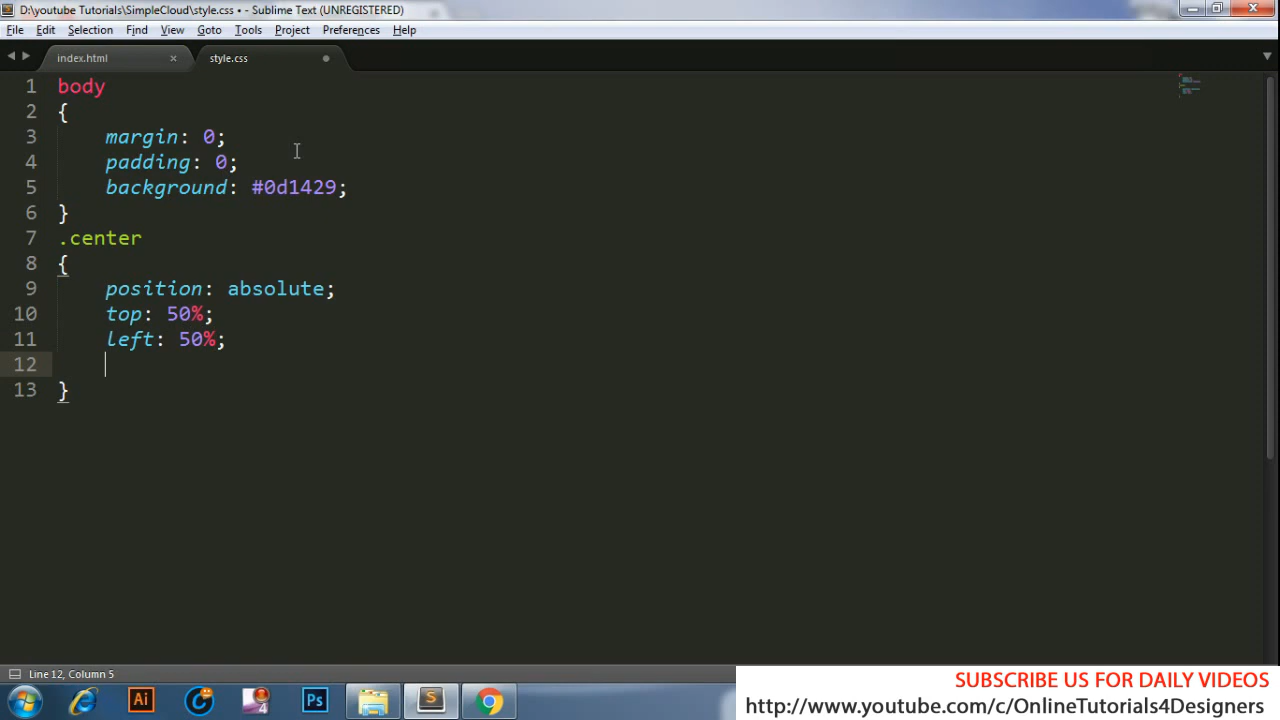 D:\youtube Tutorials\SimpleCloud\style.css • - Sublime Text (UNREGISTERED)
File Edit Selection Find View Goto Tools Project Preferences Help
index.html style.css
1 body
2 {
3 margin: 0;
4 padding: 0;
5 background: #0d1429;
6 }
7 .center
8 {
9 position: absolute;
10 top: 50%;
11 left: 50%;
12
13 }
Line 12, Column 5
Ai 4 Ps S
SUBSCRIBE US FOR DAILY VIDEOS
http://www.youtube.com/c/OnlineTutorials4Designers